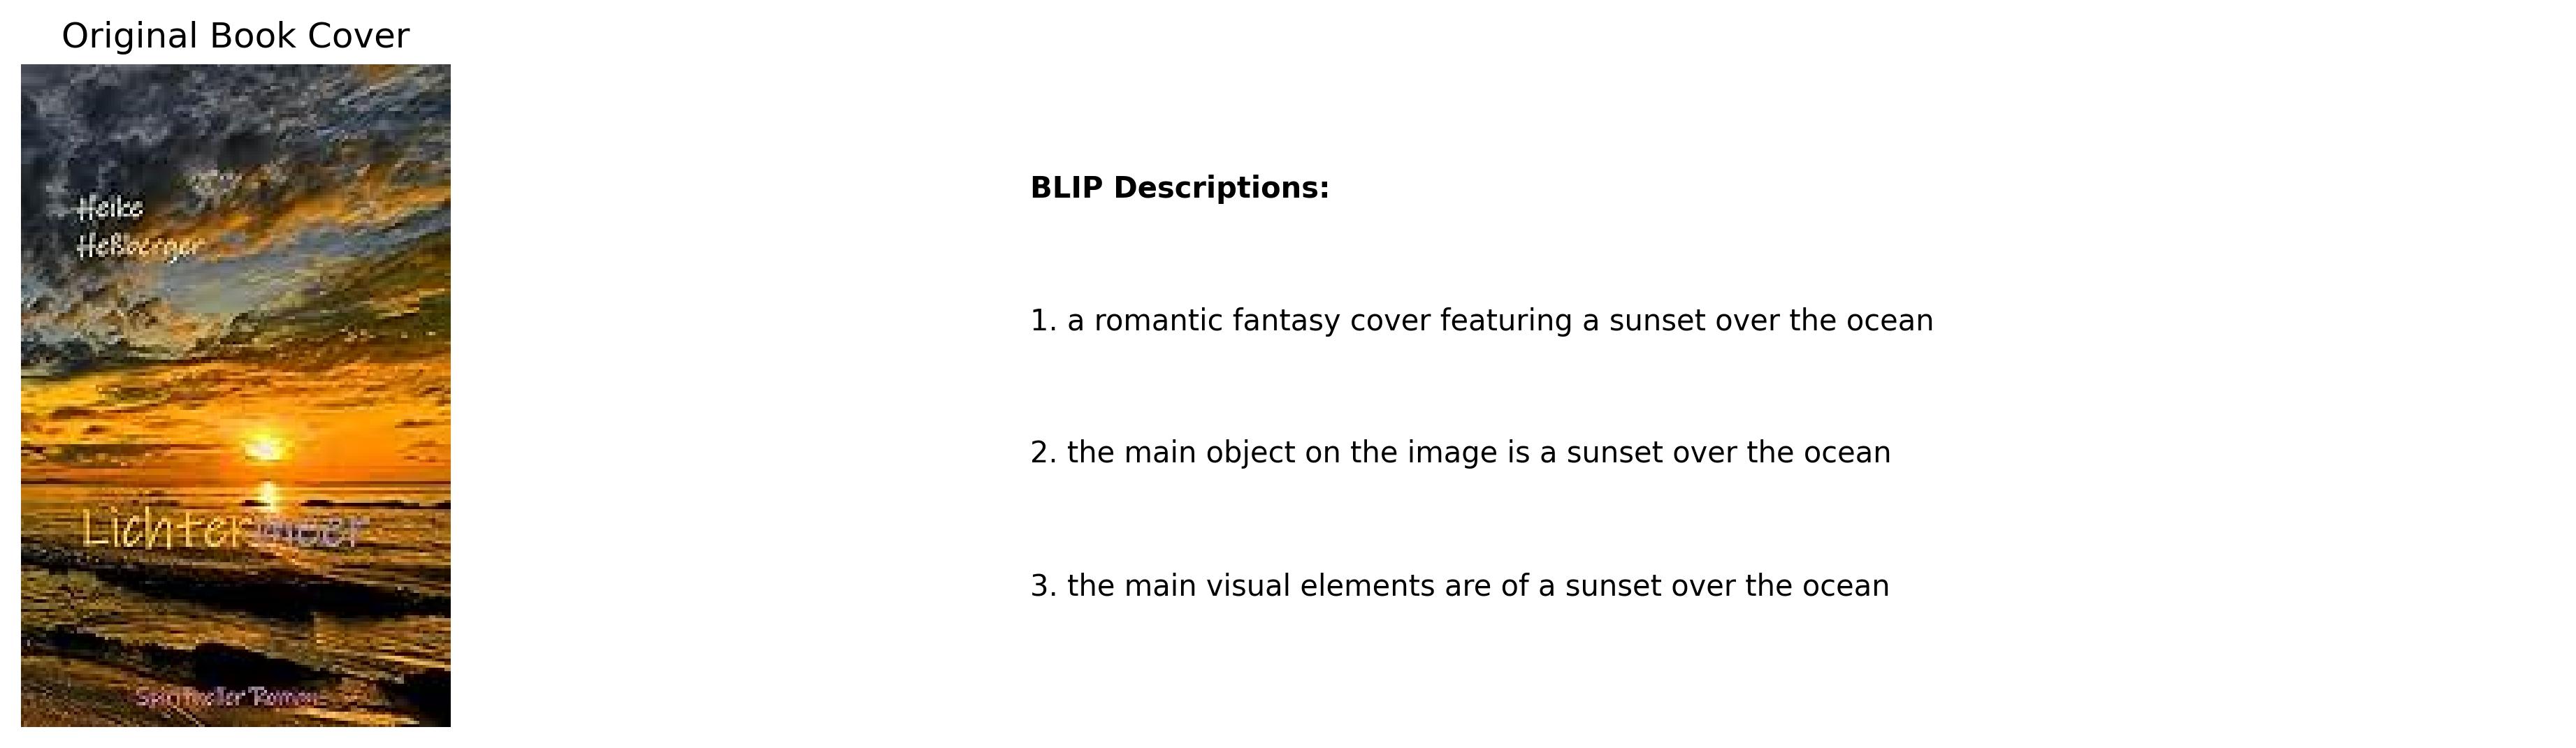 Original Book Cover
Heike
Heßberger
Lichtermeer
Spiritueller Roman
BLIP Descriptions:
1. a romantic fantasy cover featuring a sunset over the ocean
2. the main object on the image is a sunset over the ocean
3. the main visual elements are of a sunset over the ocean